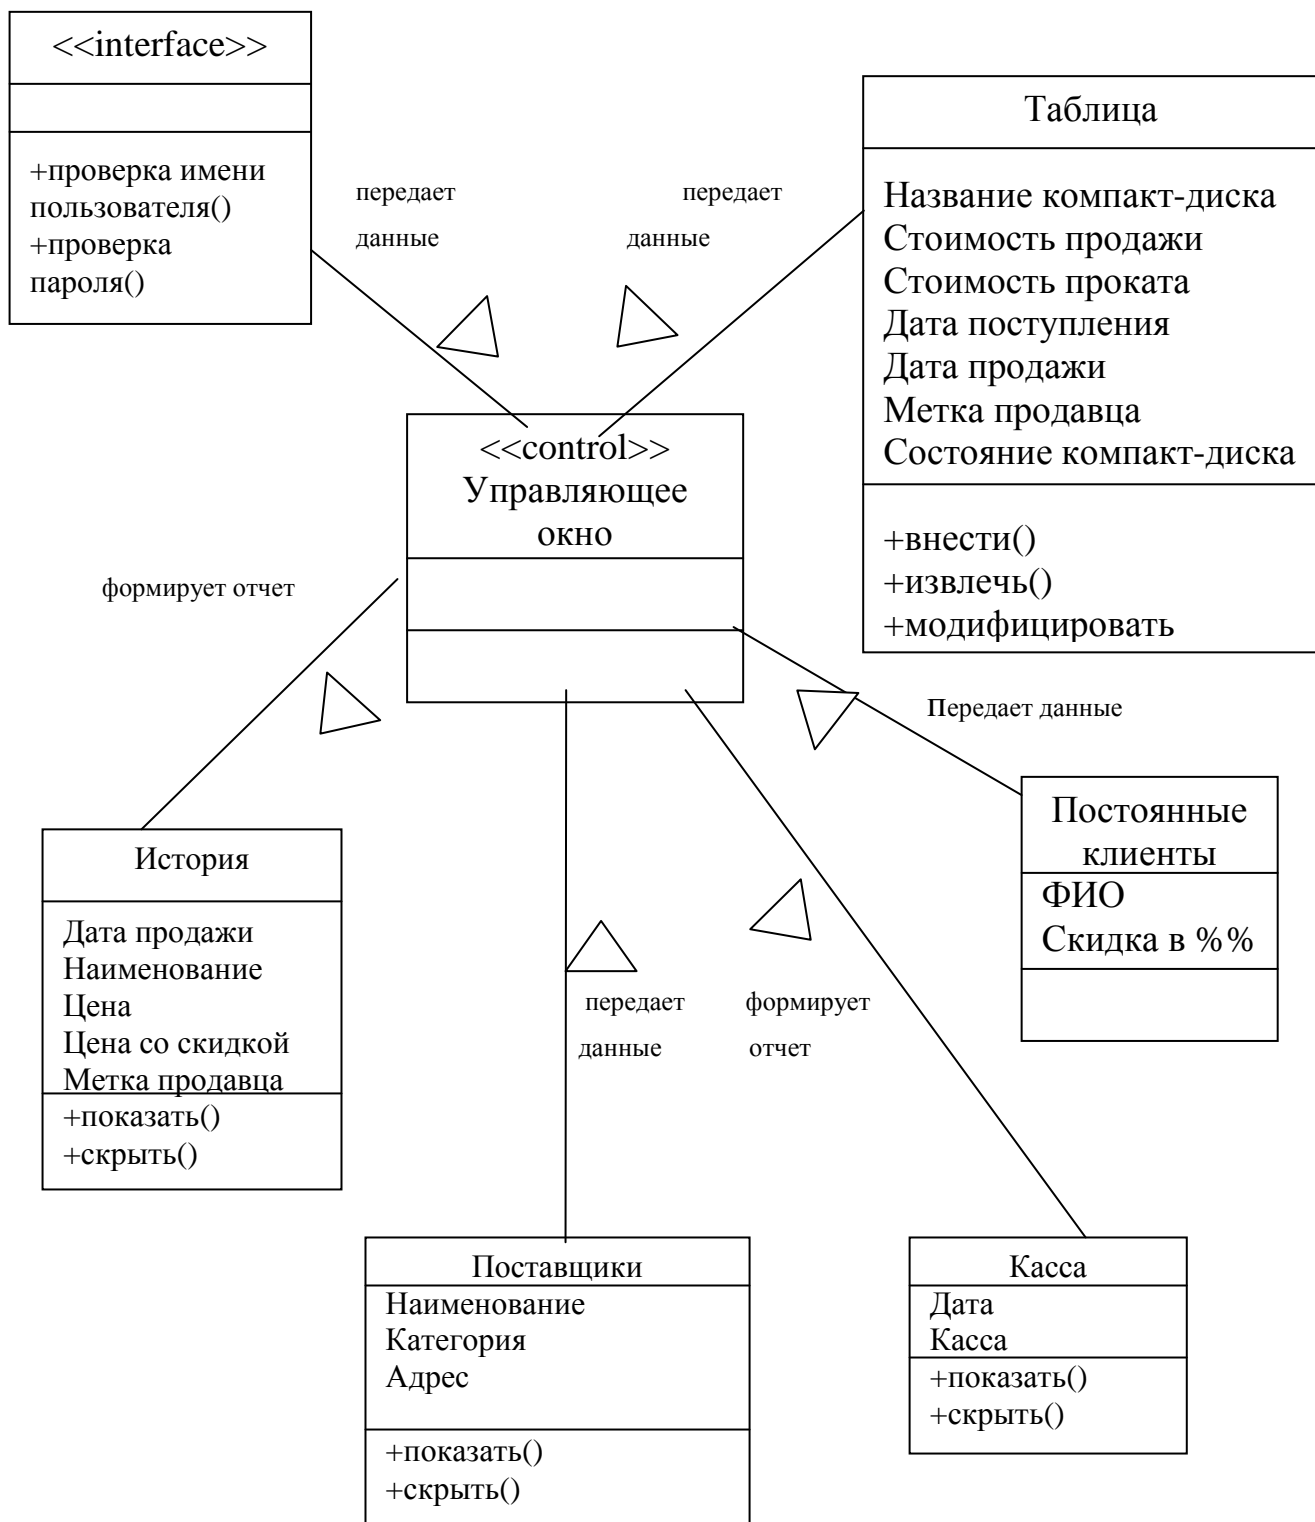 <<interface>>
+проверка имени
пользователя()
+проверка
пароля()
передает
данные
передает
данные
Таблица
Название компакт-диска
Стоимость продажи
Стоимость проката
Дата поступления
Дата продажи
Метка продавца
Состояние компакт-диска
+внести()
+извлечь()
+модифицировать
<<control>>
Управляющее
окно
формирует отчет
Передает данные
История
Дата продажи
Наименование
Цена
Цена со скидкой
Метка продавца
+показать()
+скрыть()
Постоянные
клиенты
ФИО
Скидка в %%
передает
данные
формирует
отчет
Поставщики
Наименование
Категория
Адрес
+показать()
+скрыть()
Касса
Дата
Касса
+показать()
+скрыть()